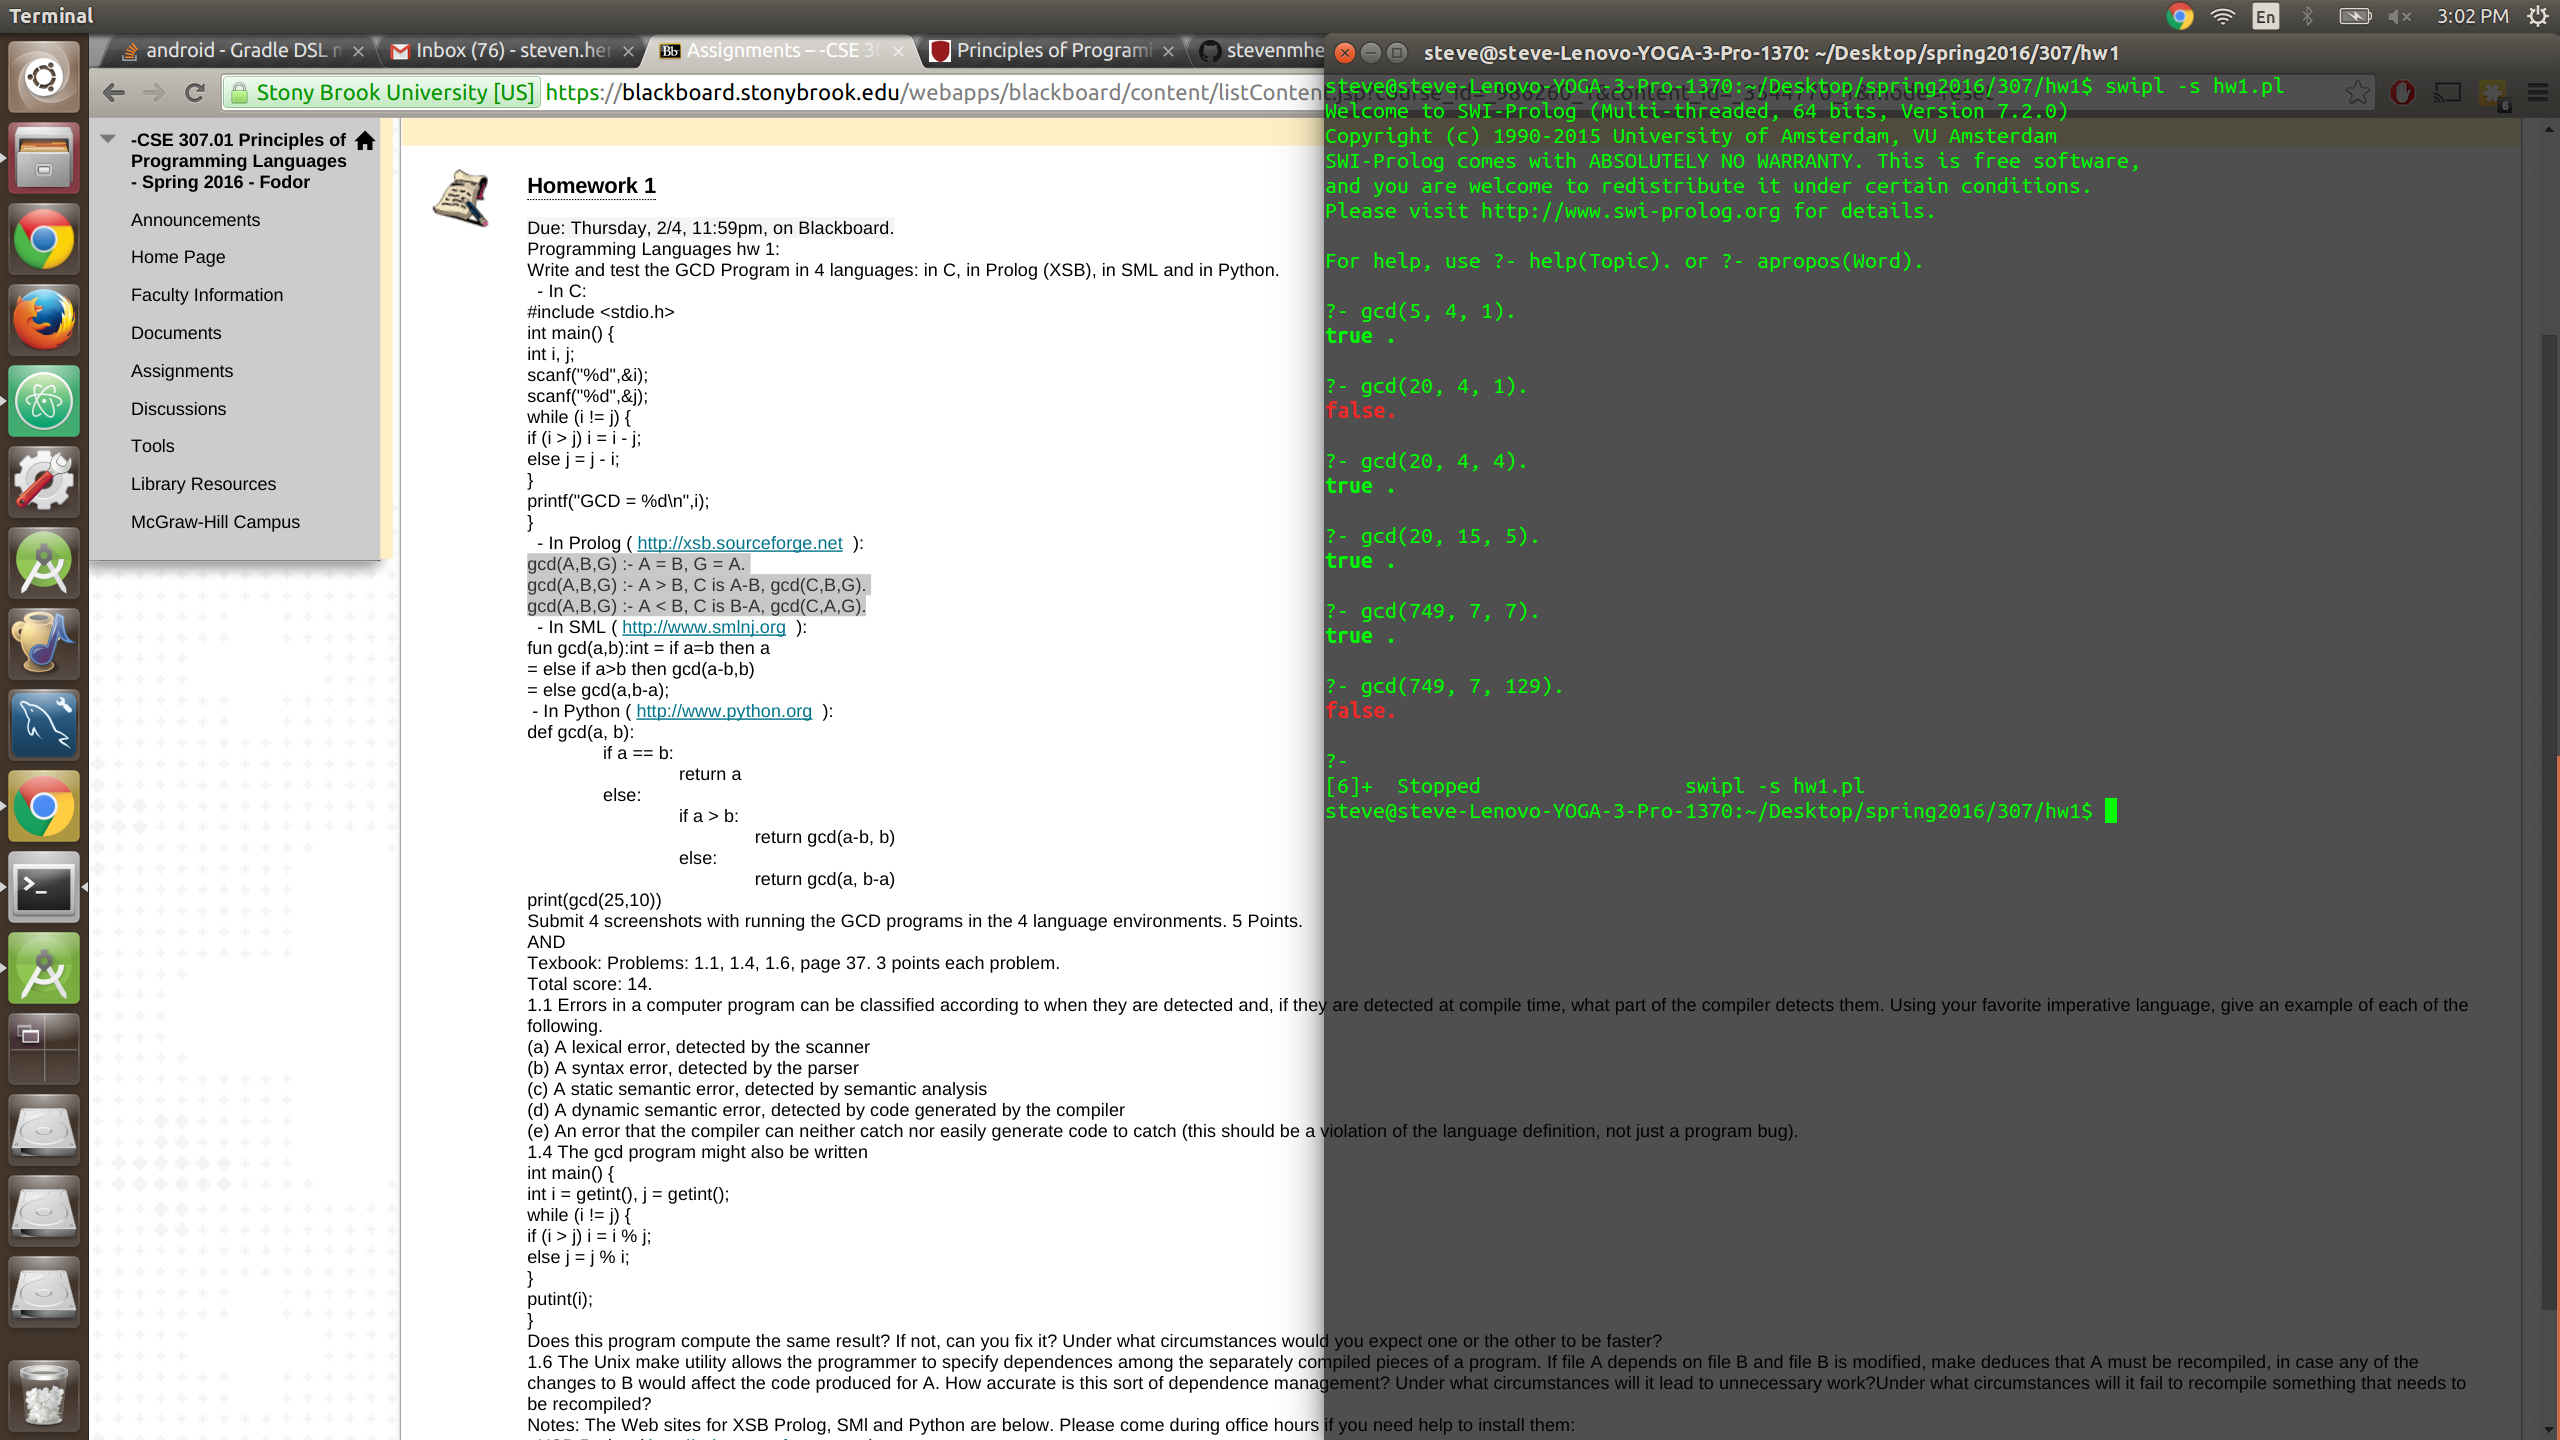 Terminal
En
3:02 PM
android - Gradle DSL
Inbox (76) - steven.her
Bb Assignments – -CSE 30
Principles of Programi
stevenmhe
steve@steve-Lenovo-YOGA-3-Pro-1370: ~/Desktop/spring2016/307/hw1
Stony Brook University [US] https://blackboard.stonybrook.edu/webapps/blackboard/content/listConten
6
-CSE 307.01 Principles of
Programming Languages
- Spring 2016 - Fodor
Announcements
Home Page
Faculty Information
Documents
Assignments
Discussions
Tools
Library Resources
McGraw-Hill Campus
Homework 1
Due: Thursday, 2/4, 11:59pm, on Blackboard.
Programming Languages hw 1:
Write and test the GCD Program in 4 languages: in C, in Prolog (XSB), in SML and in Python.
- In C:
#include <stdio.h>
int main() {
int i, j;
scanf("%d",&i);
scanf("%d",&j);
while (i != j) {
if (i > j) i = i - j;
else j = j - i;
}
printf("GCD = %d\n",i);
}
- In Prolog ( http://xsb.sourceforge.net ):
gcd(A,B,G) :- A = B, G = A.
gcd(A,B,G) :- A > B, C is A-B, gcd(C,B,G).
gcd(A,B,G) :- A < B, C is B-A, gcd(C,A,G).
- In SML ( http://www.smlnj.org ):
fun gcd(a,b):int = if a=b then a
= else if a>b then gcd(a-b,b)
= else gcd(a,b-a);
- In Python ( http://www.python.org ):
def gcd(a, b):
if a == b:
return a
else:
if a > b:
return gcd(a-b, b)
else:
return gcd(a, b-a)
print(gcd(25,10))
Submit 4 screenshots with running the GCD programs in the 4 language environments. 5 Points.
AND
Texbook: Problems: 1.1, 1.4, 1.6, page 37. 3 points each problem.
Total score: 14.
1.1 Errors in a computer program can be classified according to when they are detected and, if they are detected at compile time, what part of the compiler detects them. Using your favorite imperative language, give an example of each of the
following.
(a) A lexical error, detected by the scanner
(b) A syntax error, detected by the parser
(c) A static semantic error, detected by semantic analysis
(d) A dynamic semantic error, detected by code generated by the compiler
(e) An error that the compiler can neither catch nor easily generate code to catch (this should be a violation of the language definition, not just a program bug).
1.4 The gcd program might also be written
int main() {
int i = getint(), j = getint();
while (i != j) {
if (i > j) i = i % j;
else j = j % i;
}
putint(i);
}
Does this program compute the same result? If not, can you fix it? Under what circumstances would you expect one or the other to be faster?
1.6 The Unix make utility allows the programmer to specify dependences among the separately compiled pieces of a program. If file A depends on file B and file B is modified, make deduces that A must be recompiled, in case any of the
changes to B would affect the code produced for A. How accurate is this sort of dependence management? Under what circumstances will it lead to unnecessary work?Under what circumstances will it fail to recompile something that needs to
be recompiled?
Notes: The Web sites for XSB Prolog, SMl and Python are below. Please come during office hours if you need help to install them:
steve@steve-Lenovo-YOGA-3-Pro-1370:~/Desktop/spring2016/307/hw1$ swipl -s hw1.pl
Welcome to SWI-Prolog (Multi-threaded, 64 bits, Version 7.2.0)
Copyright (c) 1990-2015 University of Amsterdam, VU Amsterdam
SWI-Prolog comes with ABSOLUTELY NO WARRANTY. This is free software,
and you are welcome to redistribute it under certain conditions.
Please visit http://www.swi-prolog.org for details.
For help, use ?- help(Topic). or ?- apropos(Word).
?- gcd(5, 4, 1).
true .
?- gcd(20, 4, 1).
false.
?- gcd(20, 4, 4).
true .
?- gcd(20, 15, 5).
true .
?- gcd(749, 7, 7).
true .
?- gcd(749, 7, 129).
false.
?-
[6]+ Stopped swipl -s hw1.pl
steve@steve-Lenovo-YOGA-3-Pro-1370:~/Desktop/spring2016/307/hw1$